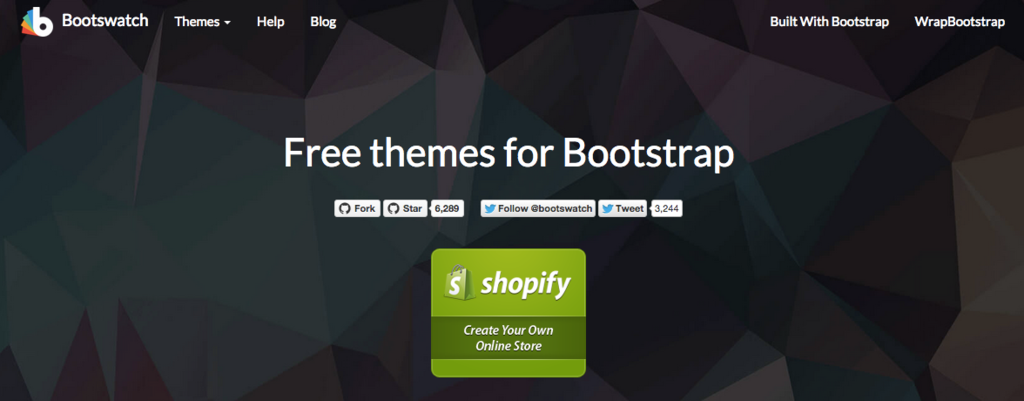 Bootswatch Themes Help Blog Built With Bootstrap WrapBootstrap
Free themes for Bootstrap
Fork Star 6,289 Follow @bootswatch Tweet 3,244
shopify
Create Your Own
Online Store